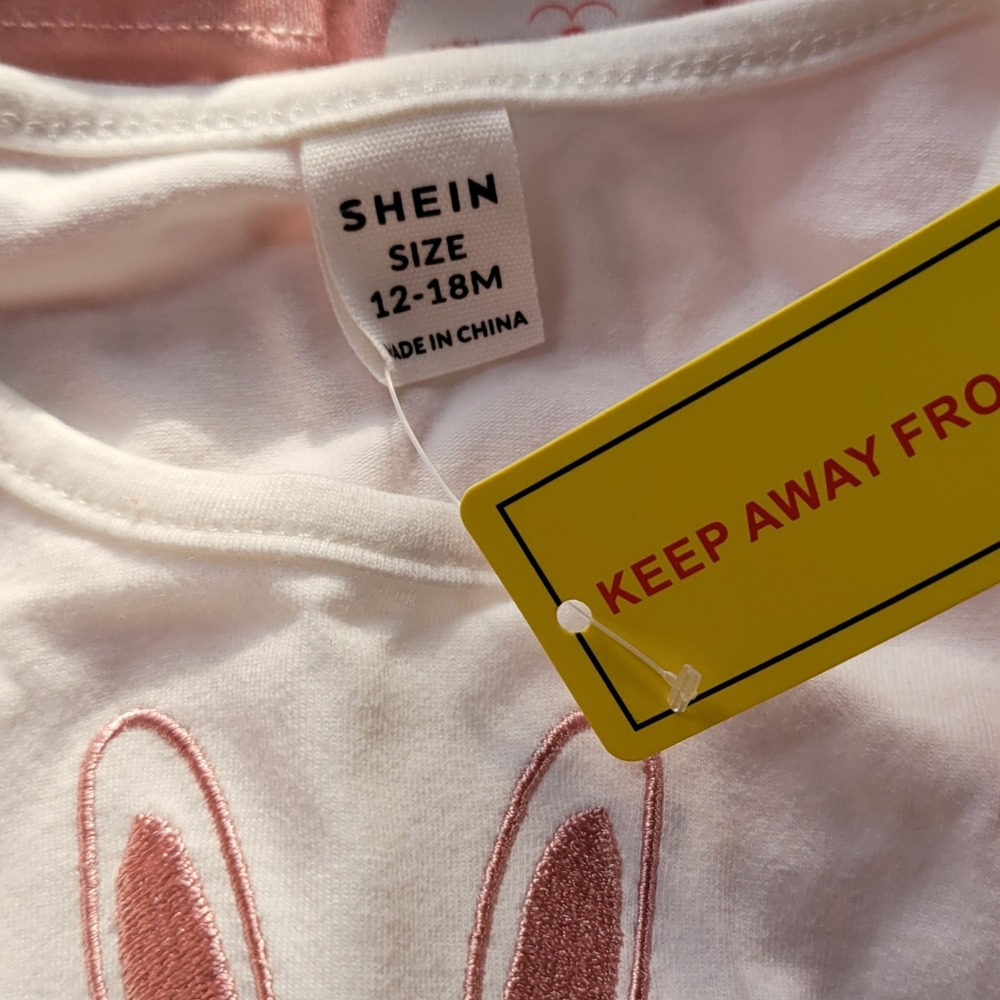 SHEIN
SIZE
12-18M
MADE IN CHINA
KEEP AWAY FRO